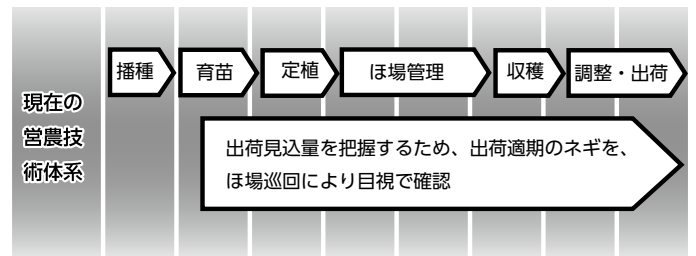 現在の
営農技
術体系
播種
育苗
定植
ほ場管理
収穫
調整・出荷
出荷見込量を把握するため、出荷適期のネギを、
ほ場巡回により目視で確認